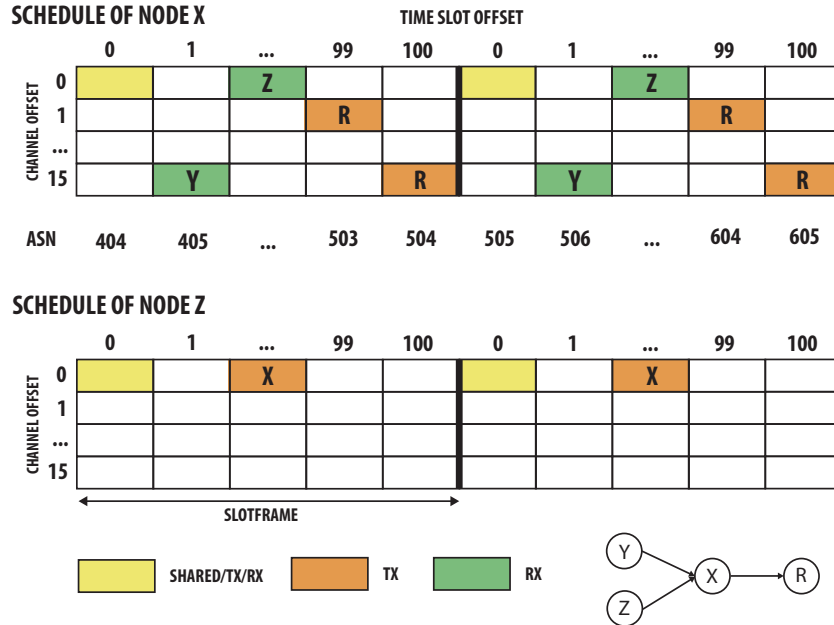 SCHEDULE OF NODE X
TIME SLOT OFFSET
0 1 ... 99 100 0 1 ... 99 100
CHANNEL OFFSET
0 Z Z
1 R R
...
15 Y R Y R
ASN 404 405 ... 503 504 505 506 ... 604 605
SCHEDULE OF NODE Z
0 1 ... 99 100 0 1 ... 99 100
CHANNEL OFFSET
0 X X
1
...
15
SLOTFRAME
SHARED/TX/RX TX RX
Y
X R
Z